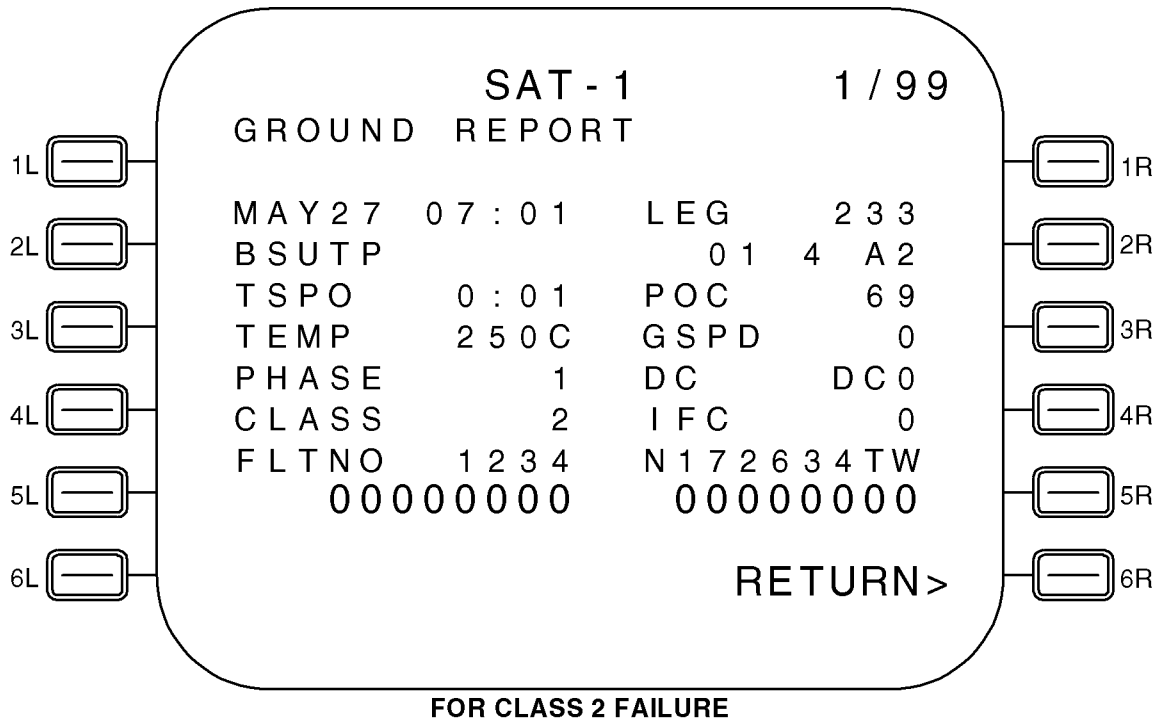 SAT-1 1/99
GROUND REPORT
1L 1R
MAY27 07:01 LEG 233
2L 2R
BSUTP 01 4 A2
TSPO 0:01 POC 69
3L 3R
TEMP 250C GSPD 0
PHASE 1 DC DC0
4L 4R
CLASS 2 IFC 0
FLTNO 1234 N172634TW
5L 00000000 00000000 5R
6L RETURN> 6R
FOR CLASS 2 FAILURE